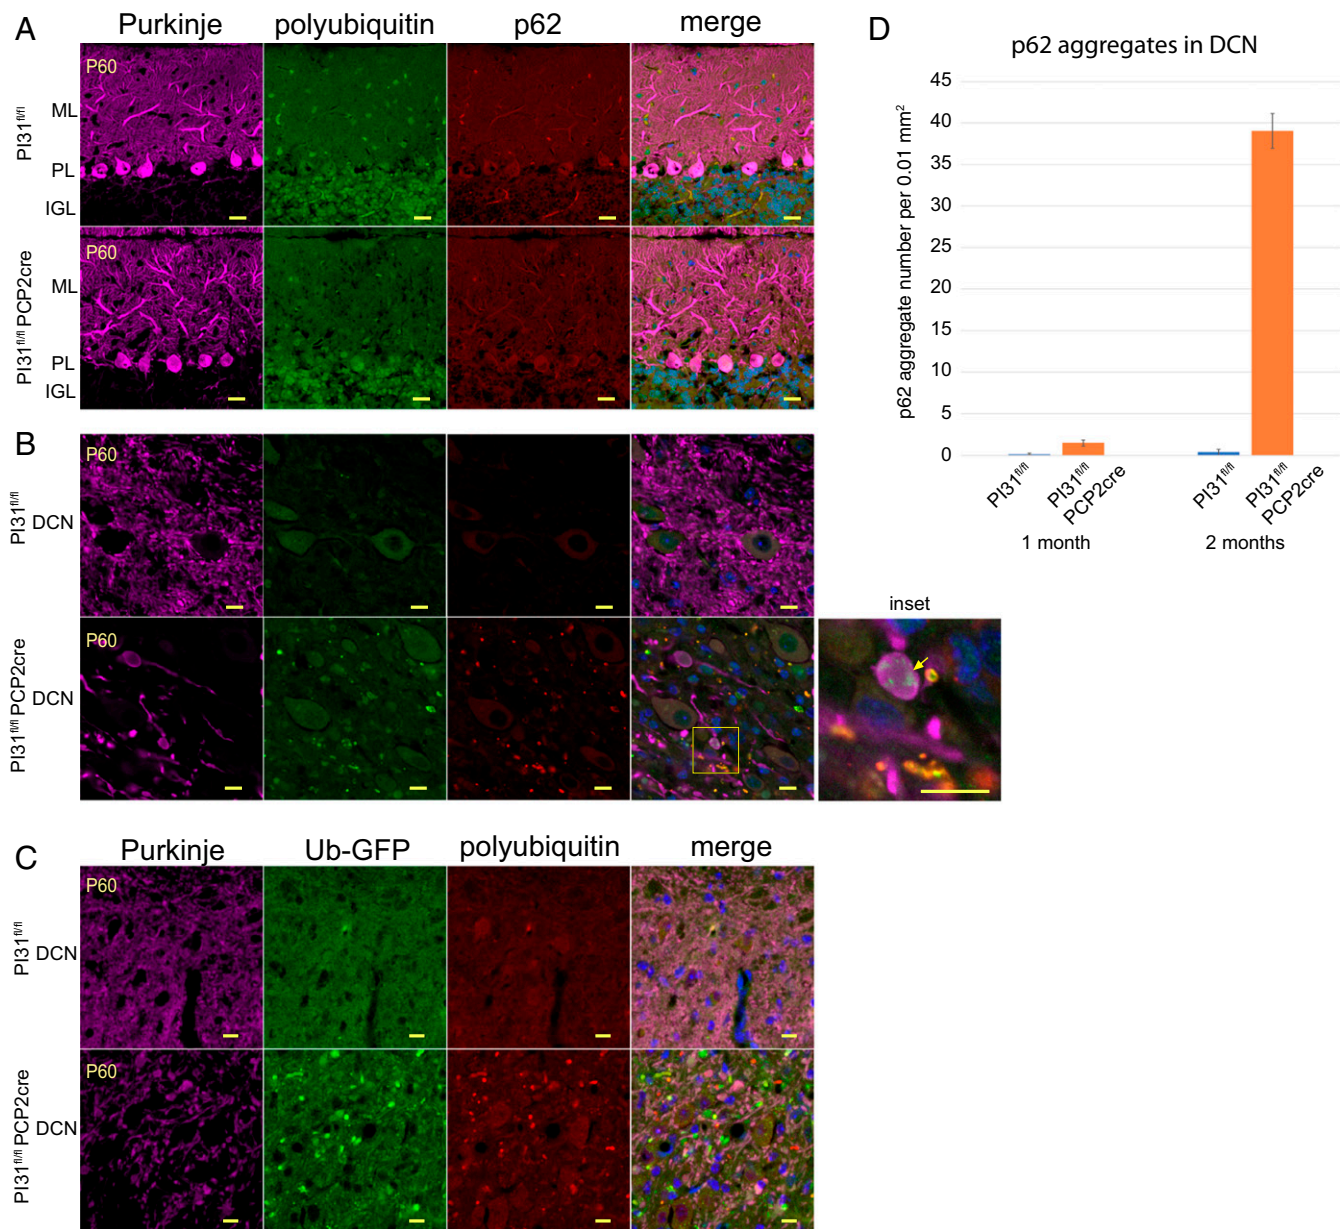 A
Purkinje polyubiquitin p62 merge
PI31fl/fl
P60
ML
PL
IGL
PI31fl/fl PCP2cre
P60
ML
PL
IGL
B
PI31fl/fl
DCN
P60
PI31fl/fl PCP2cre
DCN
P60
inset
C
Purkinje Ub-GFP polyubiquitin merge
PI31fl/fl
DCN
P60
PI31fl/fl PCP2cre
DCN
P60
D
p62 aggregates in DCN
p62 aggregate number per 0.01 mm²
45
40
35
30
25
20
15
10
5
0
PI31fl/fl
PI31fl/fl
PCP2cre
PI31fl/fl
PI31fl/fl
PCP2cre
1 month
2 months